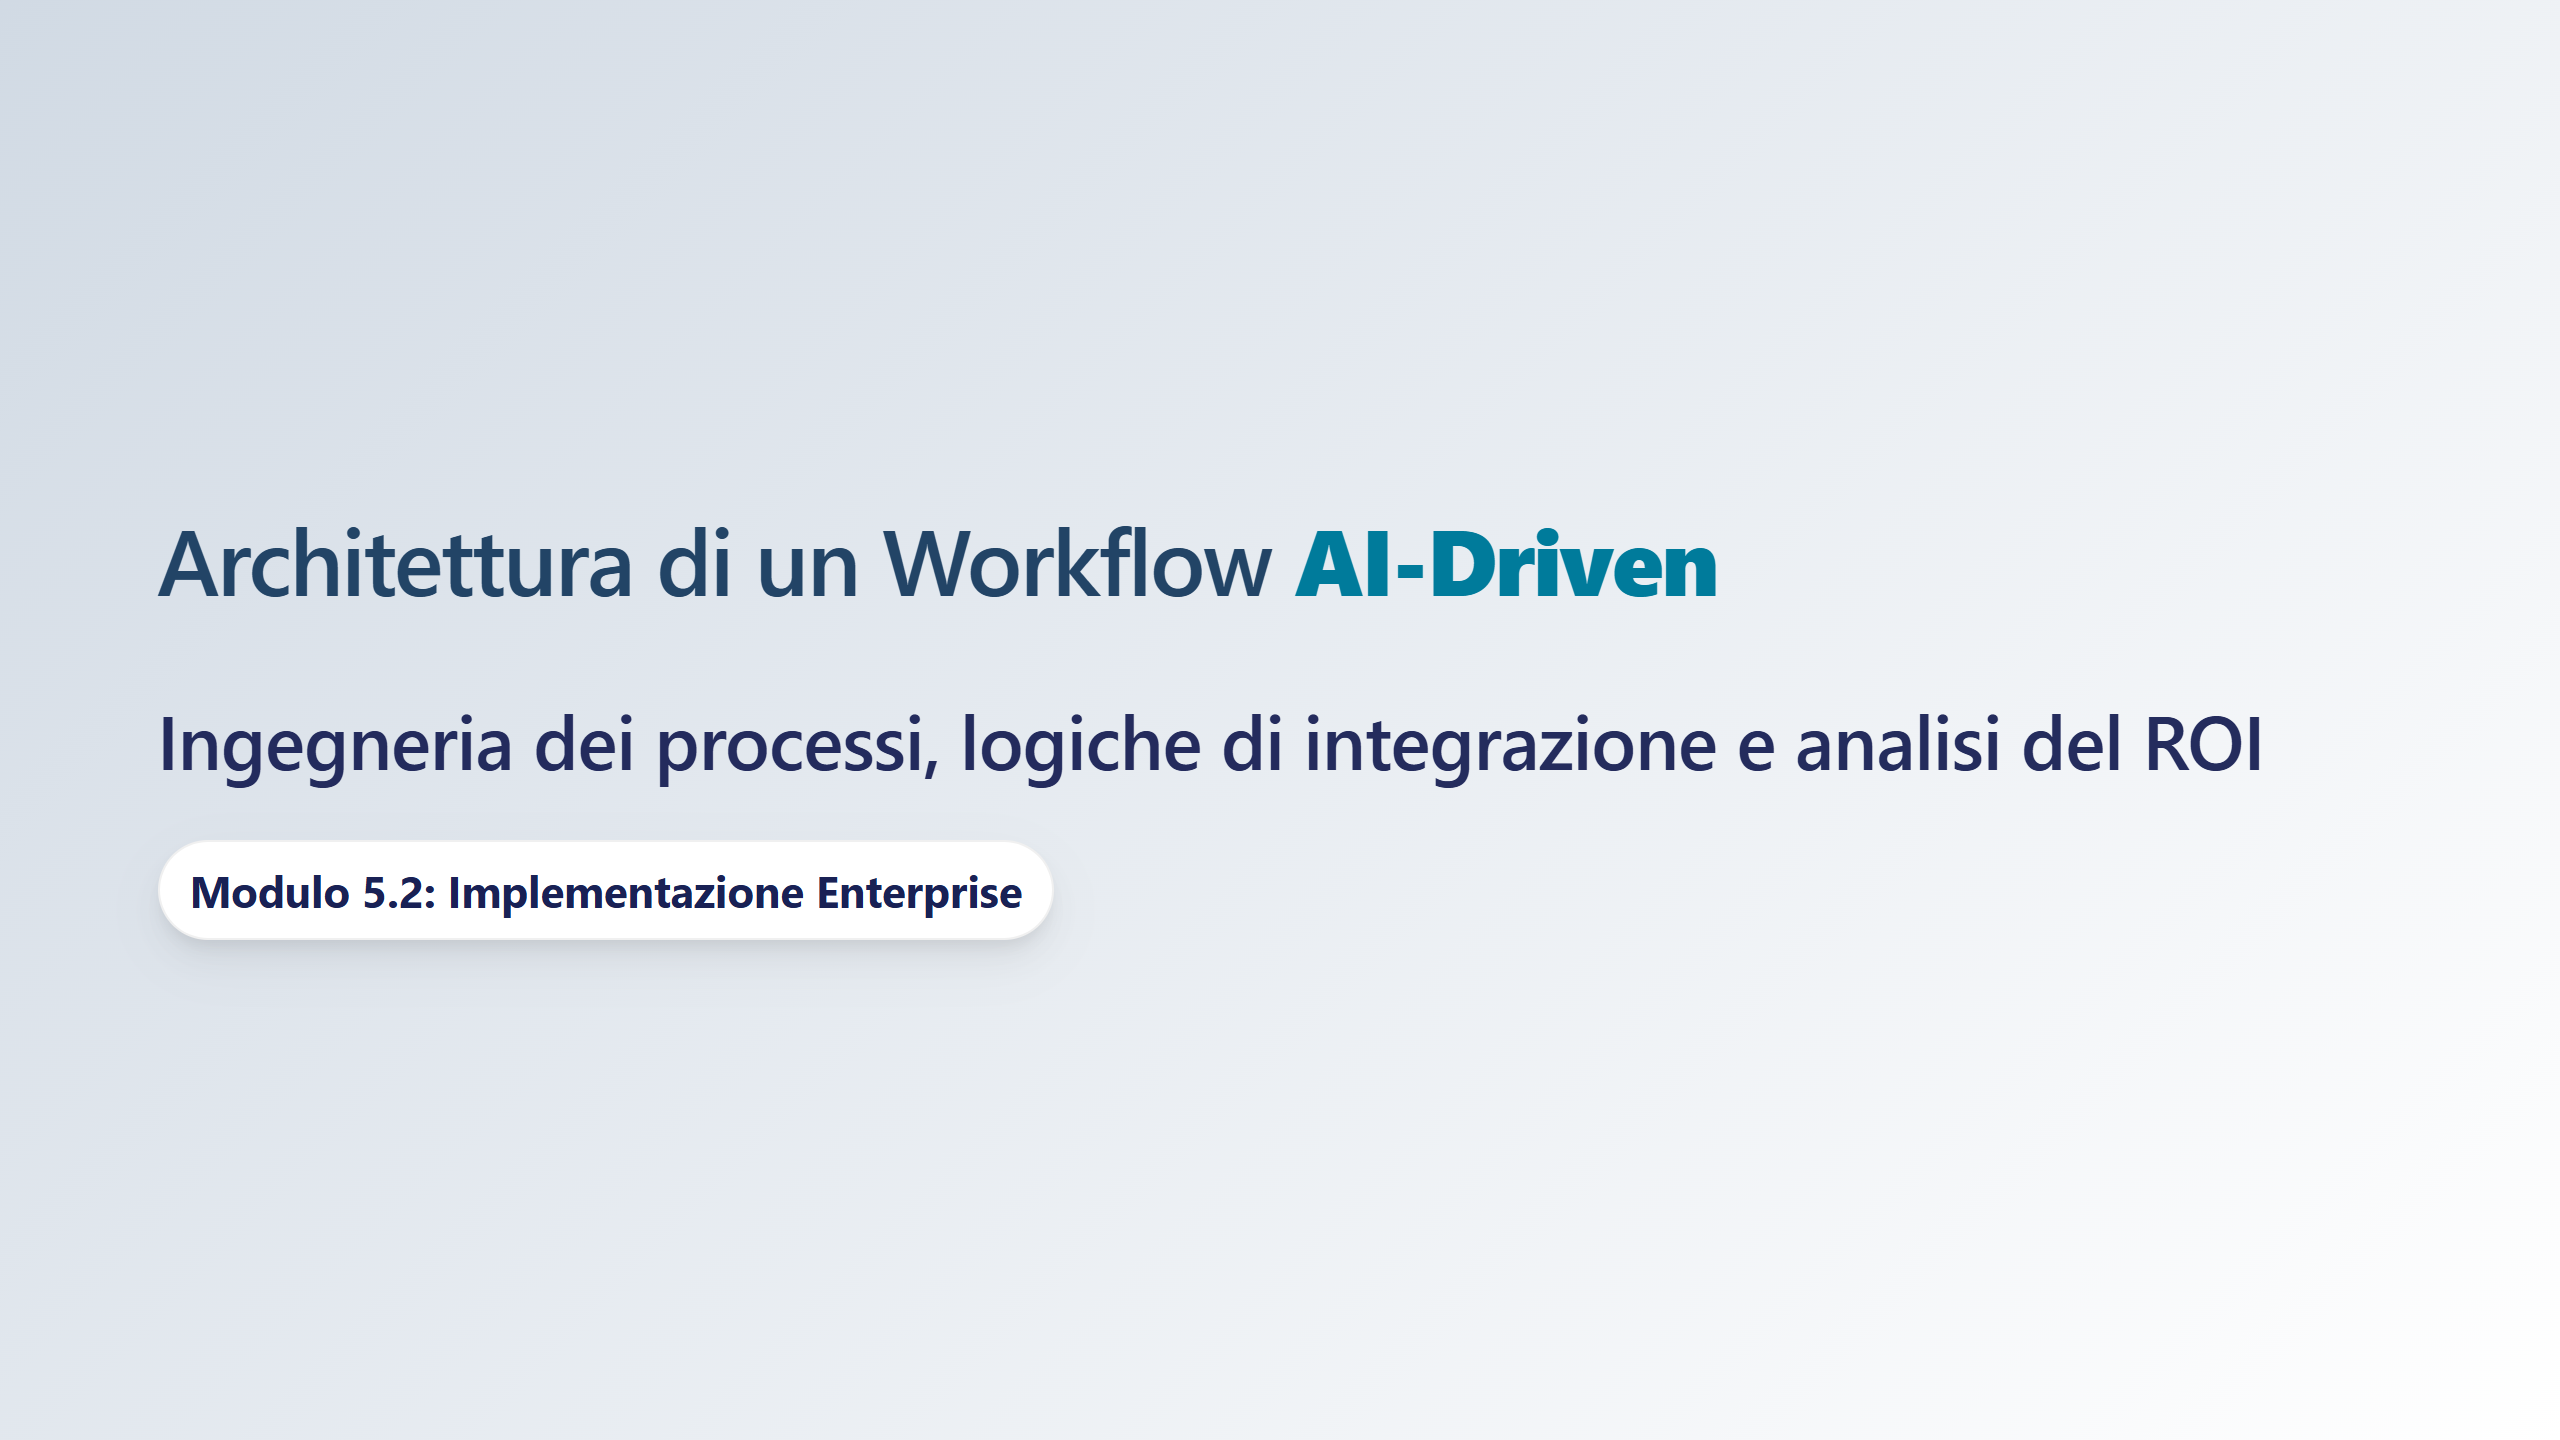 Architettura di un Workflow AI-Driven
Ingegneria dei processi, logiche di integrazione e analisi del ROI
Modulo 5.2: Implementazione Enterprise